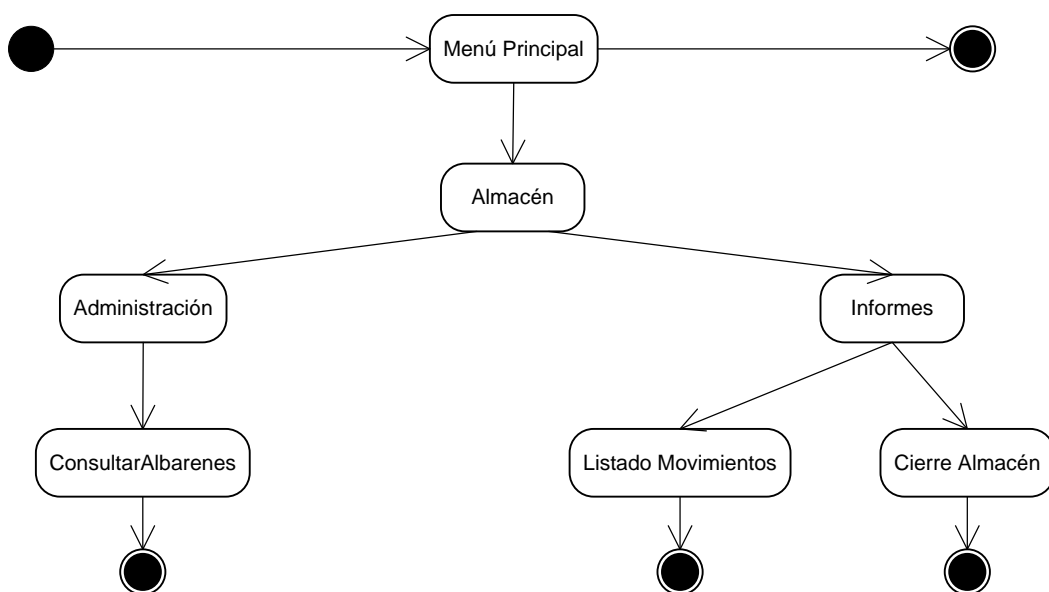 Menú Principal
Almacén
Administración
Informes
ConsultarAlbarenes
Listado Movimientos
Cierre Almacén